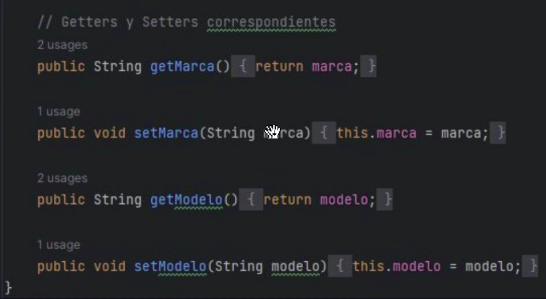 // Getters y Setters correspondientes
2 usages
public String getMarca() { return marca; }
1 usage
public void setMarca(String marca) { this.marca = marca; }
2 usages
public String getModelo() { return modelo; }
1 usage
public void setModelo(String modelo) { this.modelo = modelo; }
}